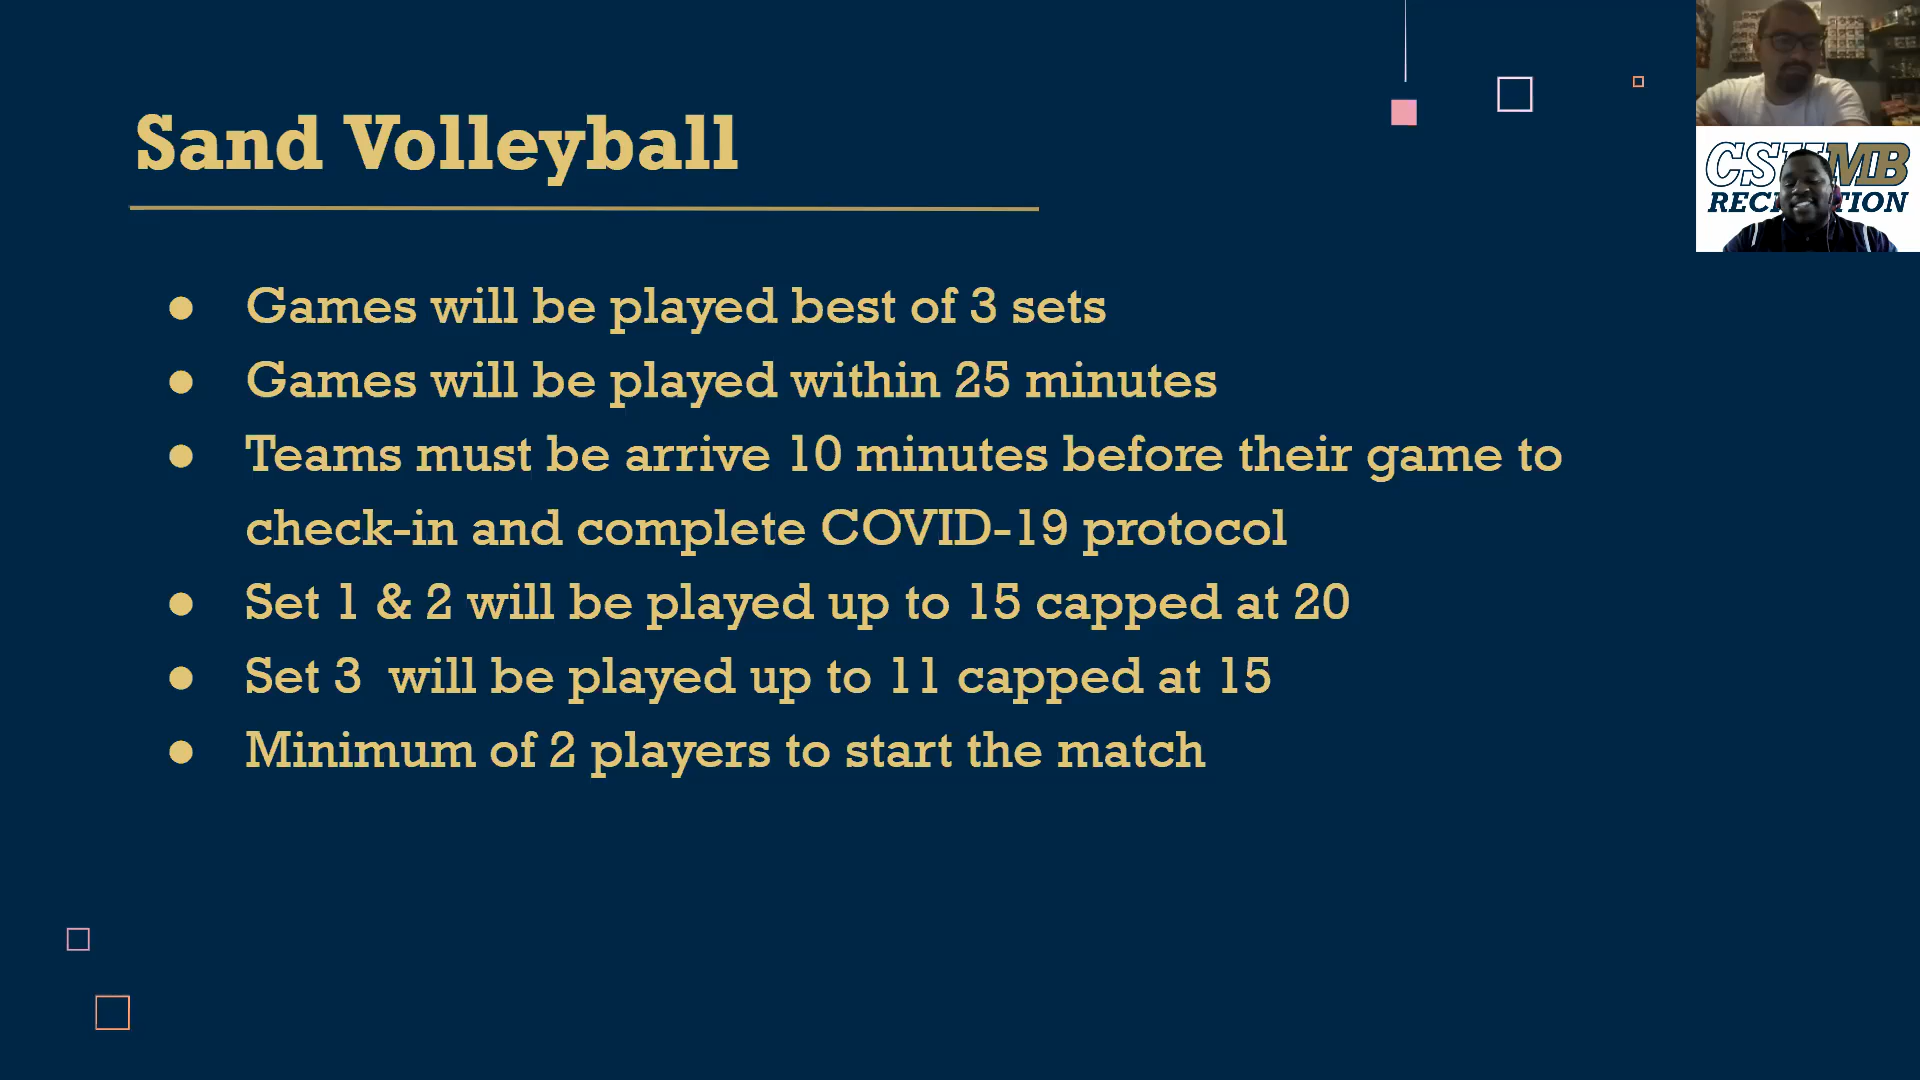 Sand Volleyball
● Games will be played best of 3 sets
● Games will be played within 25 minutes
● Teams must be arrive 10 minutes before their game to
check-in and complete COVID-19 protocol
● Set 1 & 2 will be played up to 15 capped at 20
● Set 3  will be played up to 11 capped at 15
● Minimum of 2 players to start the match